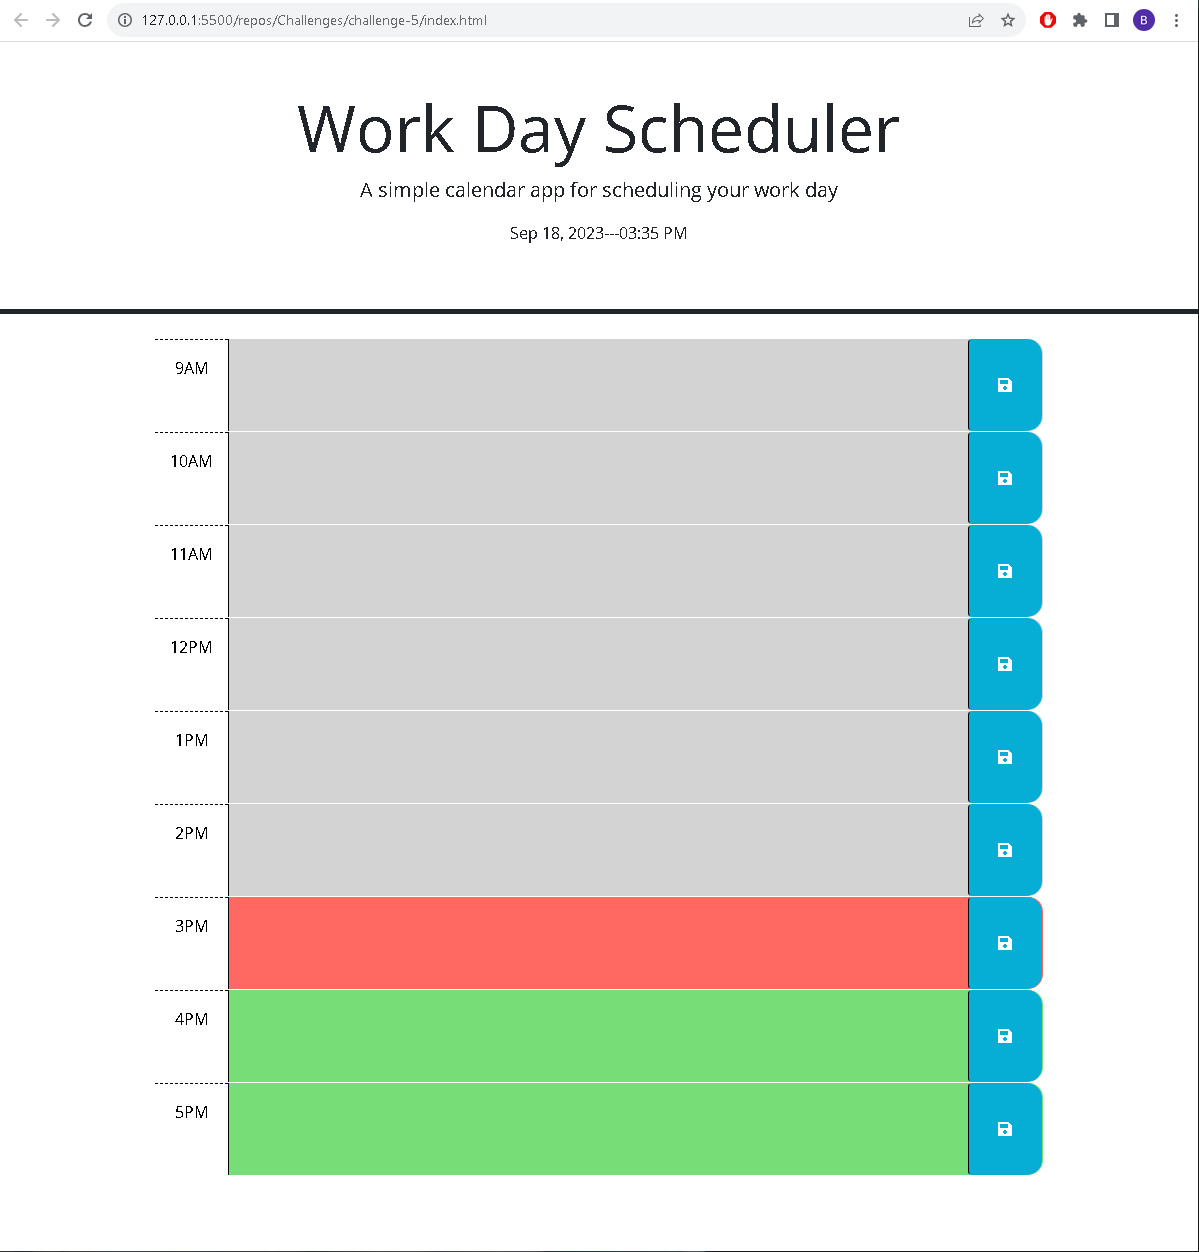 127.0.0.1:5500/repos/Challenges/challenge-5/index.html
B
Work Day Scheduler
A simple calendar app for scheduling your work day
Sep 18, 2023---03:35 PM
9AM
10AM
11AM
12PM
1PM
2PM
3PM
4PM
5PM